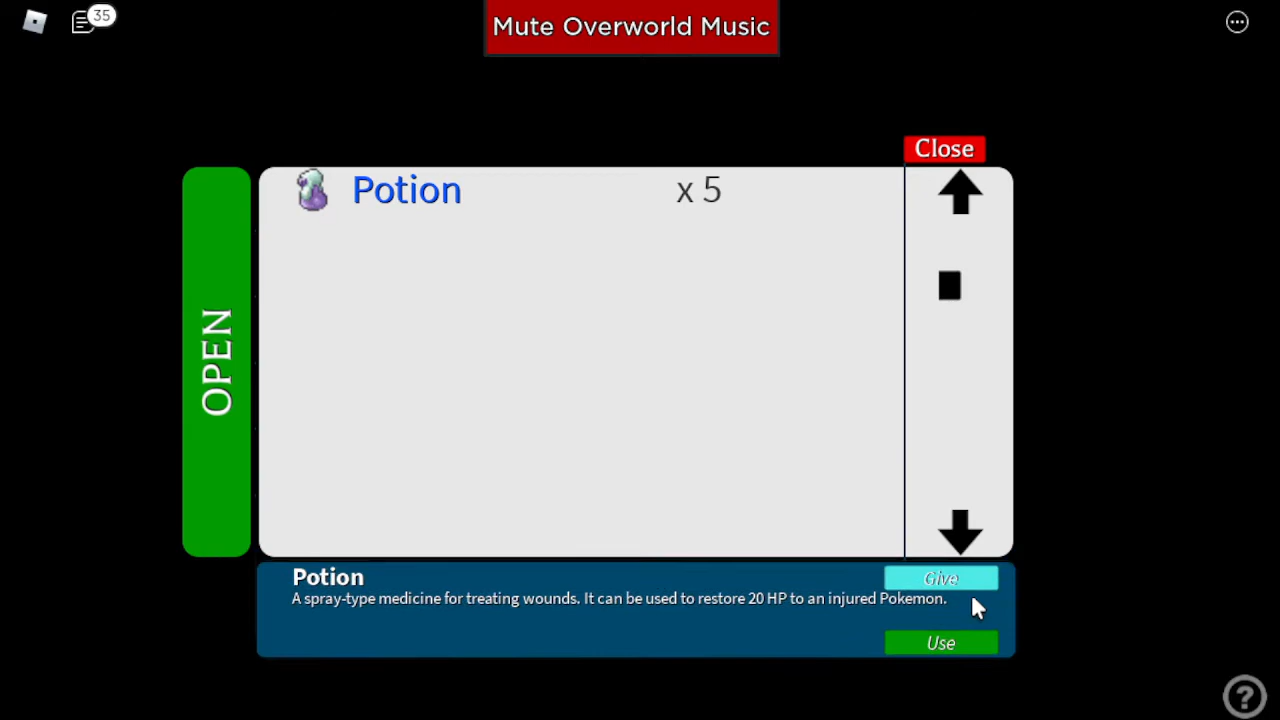 35
Mute Overworld Music
Close
Potion x 5
OPEN
Potion
Give
A spray-type medicine for treating wounds. It can be used to restore 20 HP to an injured Pokemon.
Use
?